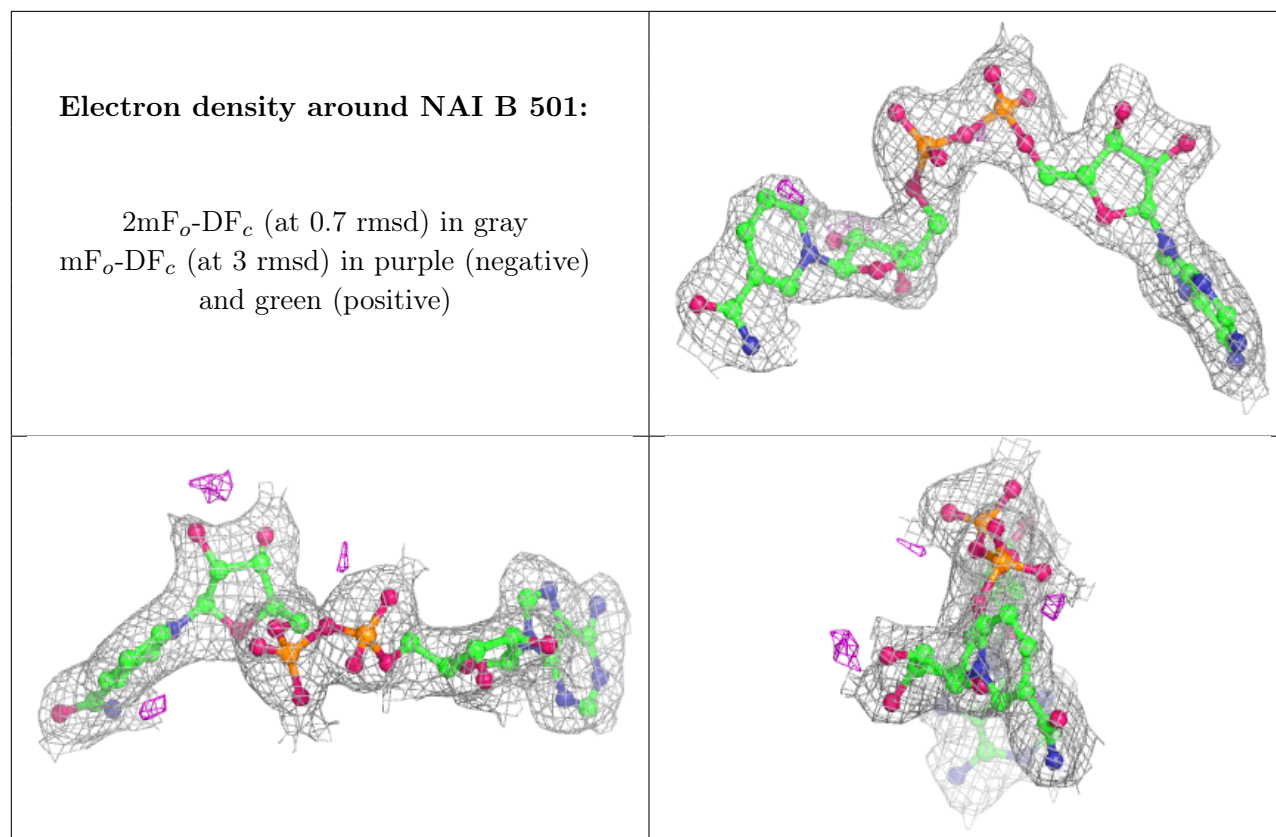 Electron density around NAI B 501:
2mFo-DFc (at 0.7 rmsd) in gray
mFo-DFc (at 3 rmsd) in purple (negative)
and green (positive)